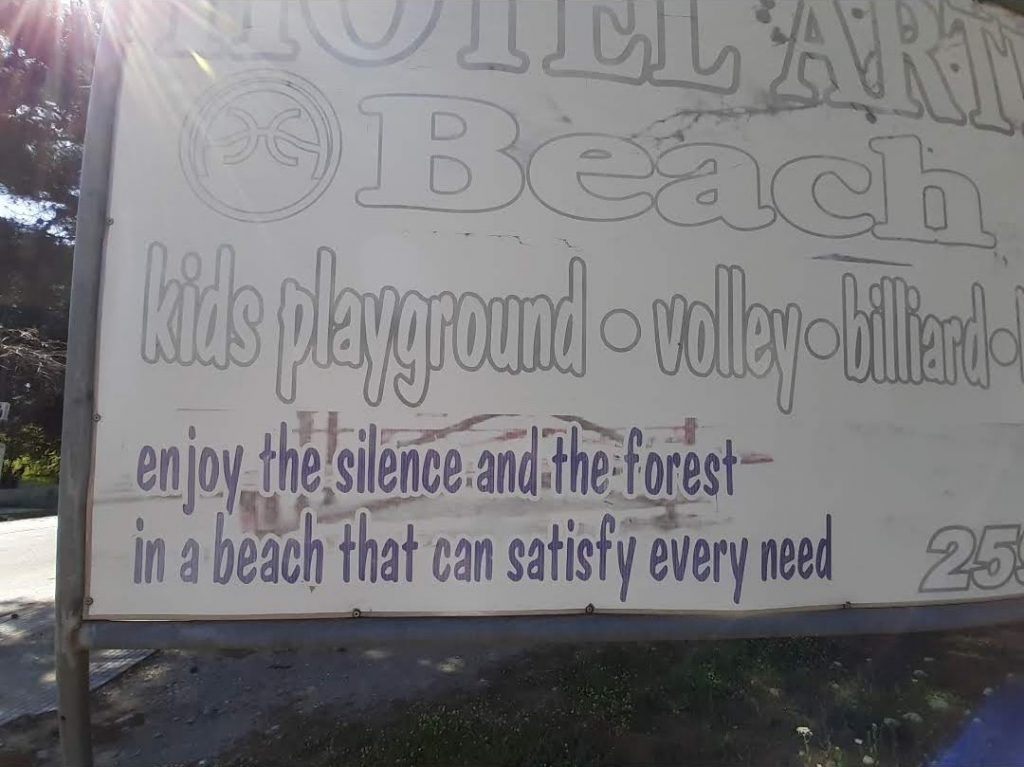 Beach
kids playground • volley • billiard •
enjoy the silence and the forest
in a beach that can satisfy every need